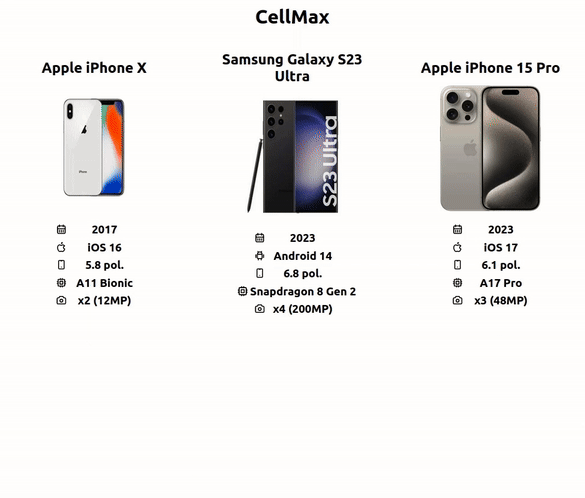 CellMax
Apple iPhone X
2017
iOS 16
5.8 pol.
A11 Bionic
x2 (12MP)
Samsung Galaxy S23
Ultra
S23 Ultra
2023
Android 14
6.8 pol.
Snapdragon 8 Gen 2
x4 (200MP)
Apple iPhone 15 Pro
2023
iOS 17
6.1 pol.
A17 Pro
x3 (48MP)